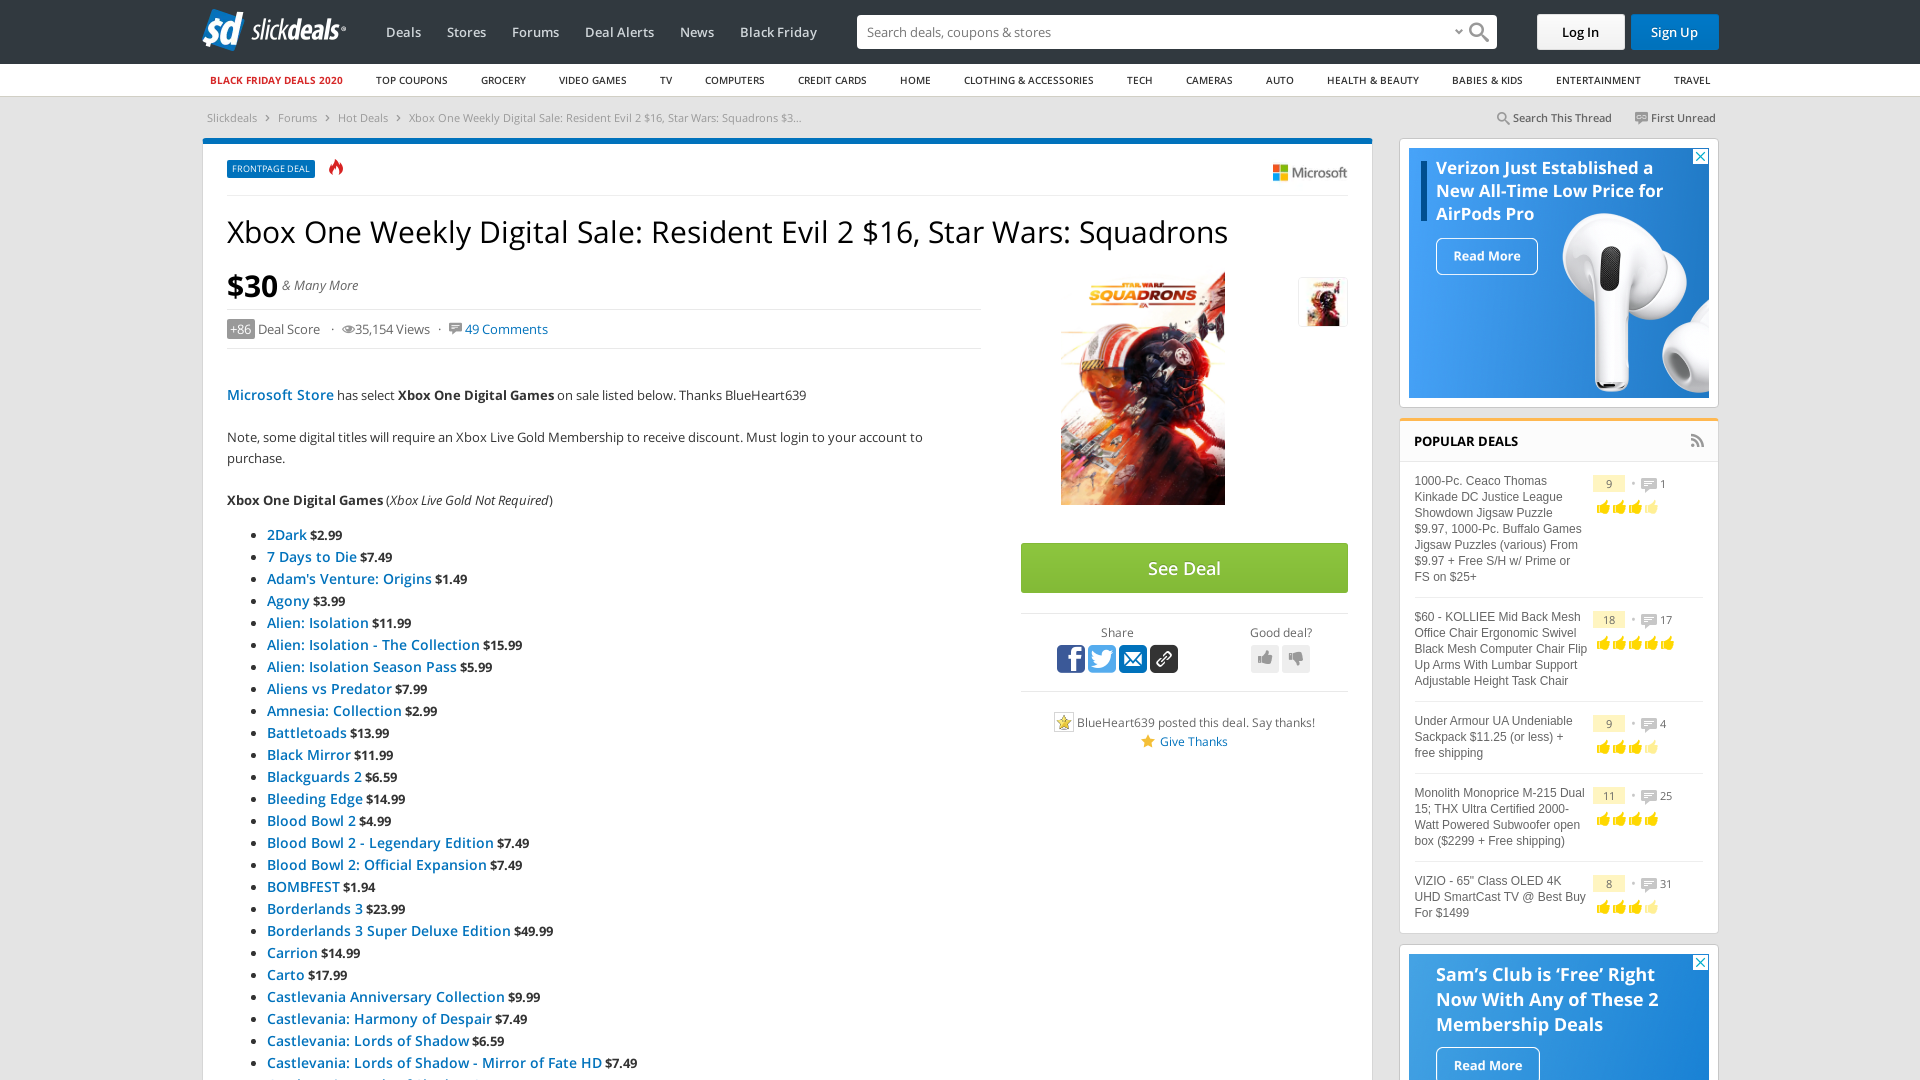 slickdeals
Deals
Stores
Forums
Deal Alerts
News
Black Friday
Search deals, coupons & stores
Log In
Sign Up
BLACK FRIDAY DEALS 2020
TOP COUPONS
GROCERY
VIDEO GAMES
TV
COMPUTERS
CREDIT CARDS
HOME
CLOTHING & ACCESSORIES
TECH
CAMERAS
AUTO
HEALTH & BEAUTY
BABIES & KIDS
ENTERTAINMENT
TRAVEL
Slickdeals > Forums > Hot Deals > Xbox One Weekly Digital Sale: Resident Evil 2 $16, Star Wars: Squadrons $3...
Search This Thread
First Unread
FRONTPAGE DEAL
Microsoft
Xbox One Weekly Digital Sale: Resident Evil 2 $16, Star Wars: Squadrons
$30 & Many More
+86 Deal Score · 35,154 Views · 49 Comments
Microsoft Store has select Xbox One Digital Games on sale listed below. Thanks BlueHeart639
Note, some digital titles will require an Xbox Live Gold Membership to receive discount. Must login to your account to
purchase.
Xbox One Digital Games (Xbox Live Gold Not Required)
2Dark $2.99
7 Days to Die $7.49
Adam's Venture: Origins $1.49
Agony $3.99
Alien: Isolation $11.99
Alien: Isolation - The Collection $15.99
Alien: Isolation Season Pass $5.99
Aliens vs Predator $7.99
Amnesia: Collection $2.99
Battletoads $13.99
Black Mirror $11.99
Blackguards 2 $6.59
Bleeding Edge $14.99
Blood Bowl 2 $4.99
Blood Bowl 2 - Legendary Edition $7.49
Blood Bowl 2: Official Expansion $7.49
BOMBFEST $1.94
Borderlands 3 $23.99
Borderlands 3 Super Deluxe Edition $49.99
Carrion $14.99
Carto $17.99
Castlevania Anniversary Collection $9.99
Castlevania: Harmony of Despair $7.49
Castlevania: Lords of Shadow $6.59
Castlevania: Lords of Shadow - Mirror of Fate HD $7.49
STAR WARS
SQUADRONS
See Deal
Share
Good deal?
BlueHeart639 posted this deal. Say thanks!
Give Thanks
Verizon Just Established a
New All-Time Low Price for
AirPods Pro
Read More
POPULAR DEALS
1000-Pc. Ceaco Thomas
Kinkade DC Justice League
Showdown Jigsaw Puzzle
$9.97, 1000-Pc. Buffalo Games
Jigsaw Puzzles (various) From
$9.97 + Free S/H w/ Prime or
FS on $25+
9 • 1
$60 - KOLLIEE Mid Back Mesh
Office Chair Ergonomic Swivel
Black Mesh Computer Chair Flip
Up Arms With Lumbar Support
Adjustable Height Task Chair
18 • 17
Under Armour UA Undeniable
Sackpack $11.25 (or less) +
free shipping
9 • 4
Monolith Monoprice M-215 Dual
15; THX Ultra Certified 2000-
Watt Powered Subwoofer open
box ($2299 + Free shipping)
11 • 25
VIZIO - 65" Class OLED 4K
UHD SmartCast TV @ Best Buy
For $1499
8 • 31
Sam's Club is 'Free' Right
Now With Any of These 2
Membership Deals
Read More